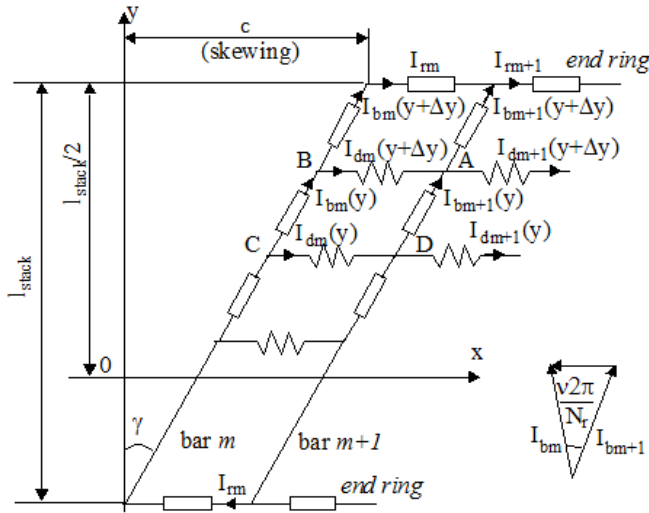 y
c
(skewing)
I_rm
I_rm+1
end ring
I_bm(y+Δy)
I_bm+1(y+Δy)
B
I_dm(y+Δy)
A
I_dm+1(y+Δy)
l_stack/2
I_bm(y)
I_bm+1(y)
C
I_dm(y)
D
I_dm+1(y)
l_stack
0
x
γ
bar m
bar m+1
ν2π
N_r
I_bm
I_bm+1
I_rm
end ring